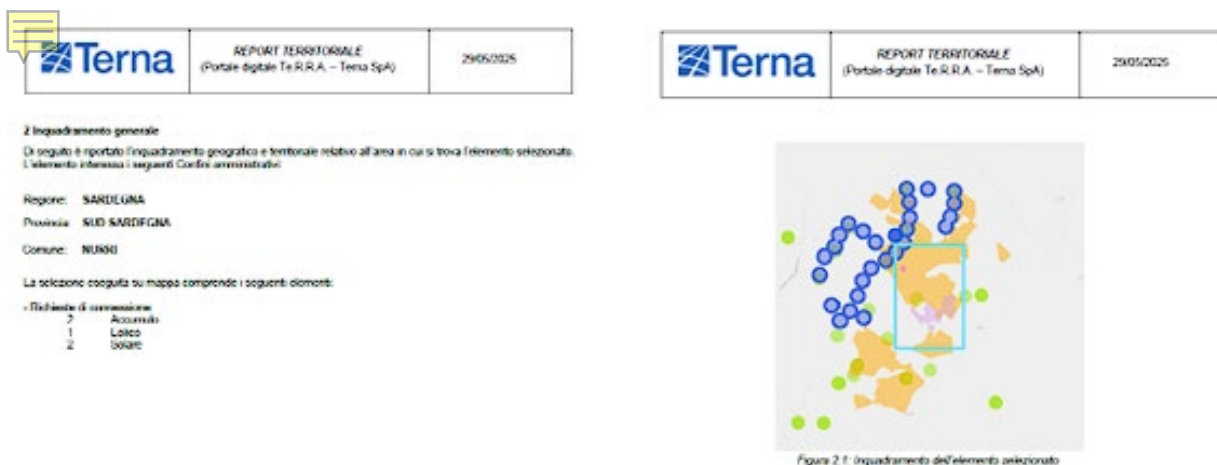 Terna
REPORT TERRITORIALE
(Portale digitale Te.R.R.A. – Terna SpA)
29/05/2025
2 Inquadramento generale
Di seguito è riportato l'inquadramento geografico e territoriale relativo all'area in cui si trova l'elemento selezionato.
L'elemento interessa i seguenti Confini amministrativi:
Regione: SARDEGNA
Provincia: SUD SARDEGNA
Comune: NURRI
La selezione eseguita su mappa comprende i seguenti elementi:
- Richieste di connessione
2 Accumulo
1 Eolico
2 Solare
Terna
REPORT TERRITORIALE
(Portale digitale Te.R.R.A. – Terna SpA)
29/05/2025
Figura 2.1: Inquadramento dell'elemento selezionato